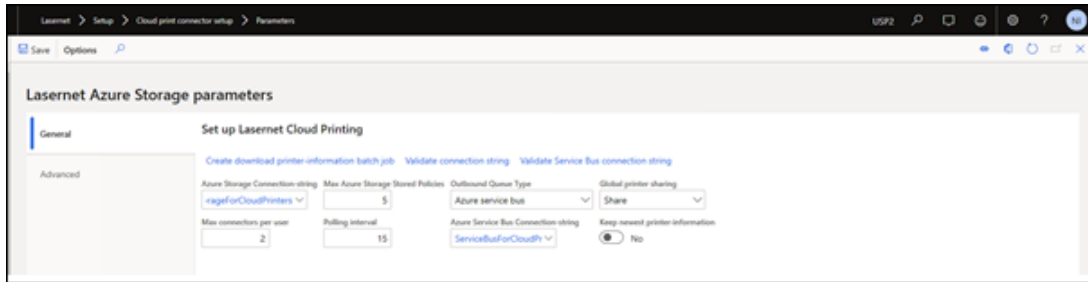 Lasernet > Setup > Cloud print connector setup > Parameters USP2 ? NI
Save Options
Lasernet Azure Storage parameters
General
Set up Lasernet Cloud Printing
Create download printer-information batch job Validate connection string Validate Service Bus connection string
Advanced
Azure Storage Connection-string Max Azure Storage Stored Policies Outbound Queue Type Global printer sharing
rageForCloudPrinters 5 Azure service bus Share
Max connectors per user Polling interval Azure Service Bus Connection-string Keep newest printer-information
2 15 ServiceBusForCloudPr No